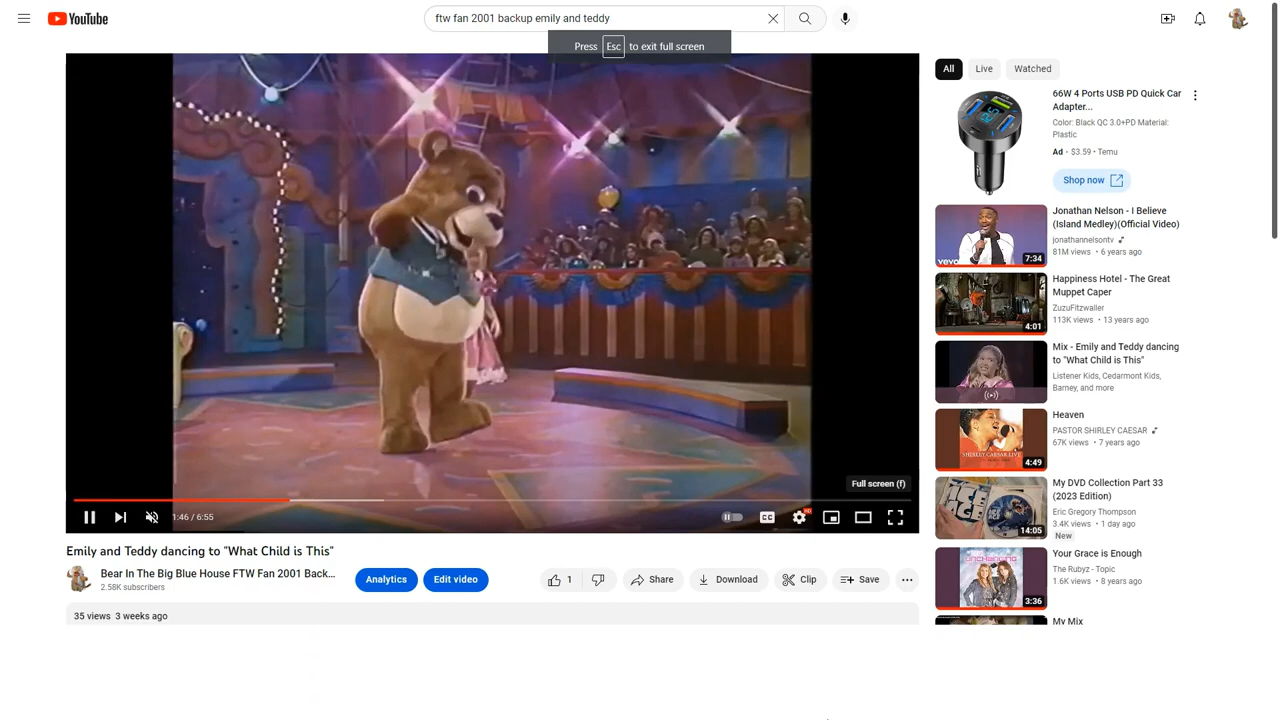 YouTube
ftw fan 2001 backup emily and teddy
Press Esc to exit full screen
All
Live
Watched
66W 4 Ports USB PD Quick Car
Adapter...
Color: Black QC 3.0+PD Material:
Plastic
Ad • $3.59 • Temu
Shop now
Jonathan Nelson - I Believe
(Island Medley)(Official Video)
jonathannelsontv
81M views • 6 years ago
vevo
7:34
Happiness Hotel - The Great
Muppet Caper
ZuzuFitzwaller
113K views • 13 years ago
4:01
Mix - Emily and Teddy dancing
to "What Child is This"
Listener Kids, Cedarmont Kids,
Barney, and more
Heaven
PASTOR SHIRLEY CAESAR
67K views • 7 years ago
SHIRLEY CAESAR LIVE
4:49
My DVD Collection Part 33
(2023 Edition)
Eric Gregory Thompson
3.4K views • 1 day ago
New
14:05
Your Grace is Enough
The Rubyz - Topic
1.6K views • 8 years ago
3:36
My Mix
Full screen (f)
1:46 / 6:55
CC
HD
Emily and Teddy dancing to "What Child is This"
Bear In The Big Blue House FTW Fan 2001 Back...
2.58K subscribers
Analytics
Edit video
1
Share
Download
Clip
Save
35 views 3 weeks ago